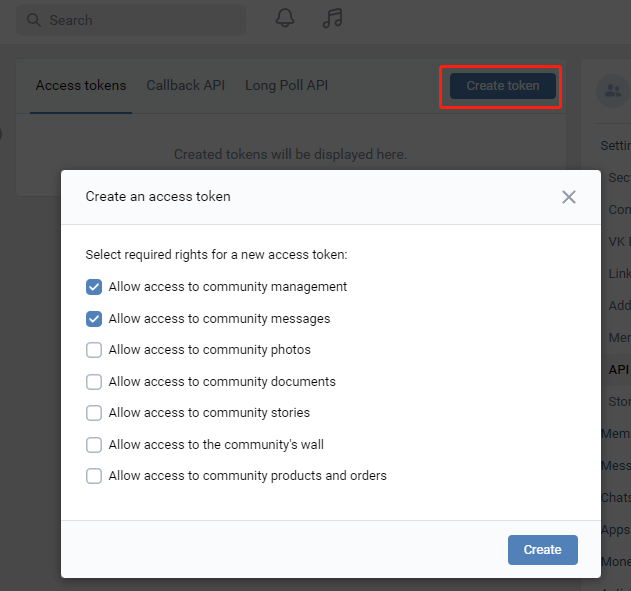 Search
Access tokens
Callback API
Long Poll API
Create token
Created tokens will be displayed here.
Create an access token
Select required rights for a new access token:
Allow access to community management
Allow access to community messages
Allow access to community photos
Allow access to community documents
Allow access to community stories
Allow access to the community's wall
Allow access to community products and orders
Create
Settin
Sect
Com
VK
Link
Add
Mer
API
Stor
Mem
Mess
Chats
Apps
Mone